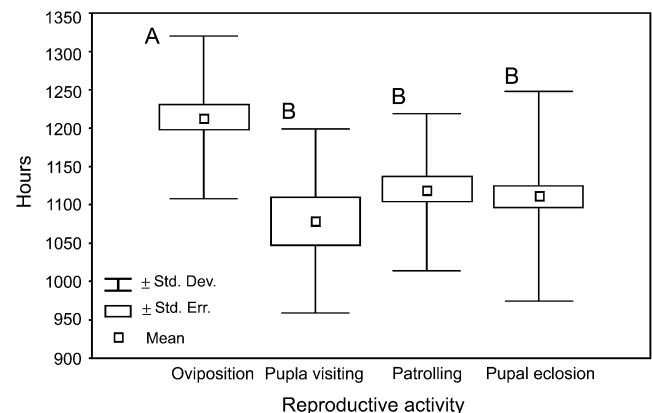 1350
1300
1250
1200
1150
1100
1050
1000
950
900
Hours
A
B
B
B
± Std. Dev.
± Std. Err.
Mean
Oviposition Pupla visiting Patrolling Pupal eclosion
Reproductive activity